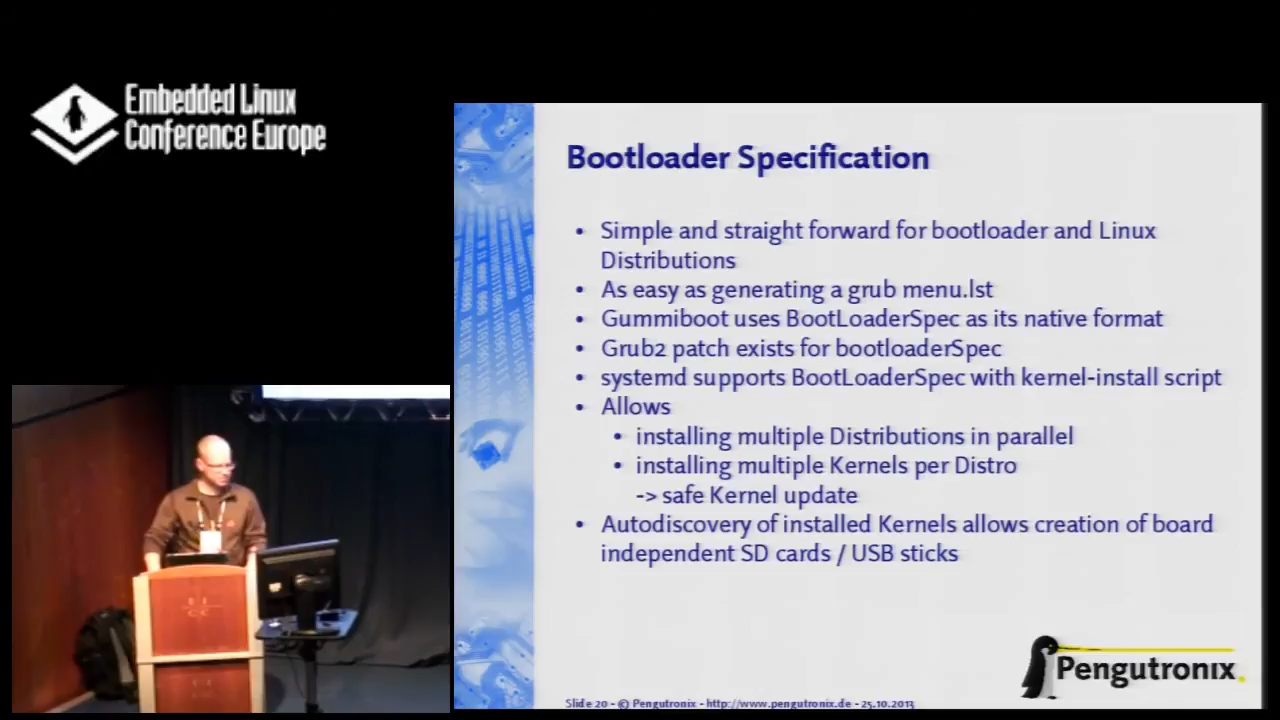 Embedded Linux
Conference Europe
Bootloader Specification
• Simple and straight forward for bootloader and Linux
Distributions
• As easy as generating a grub menu.lst
• Gummiboot uses BootLoaderSpec as its native format
• Grub2 patch exists for bootloaderSpec
• systemd supports BootLoaderSpec with kernel-install script
• Allows
• installing multiple Distributions in parallel
• installing multiple Kernels per Distro
-> safe Kernel update
• Autodiscovery of installed Kernels allows creation of board
independent SD cards / USB sticks
Pengutronix
Slide 20 - © Pengutronix - http://www.pengutronix.de - 25.10.2013